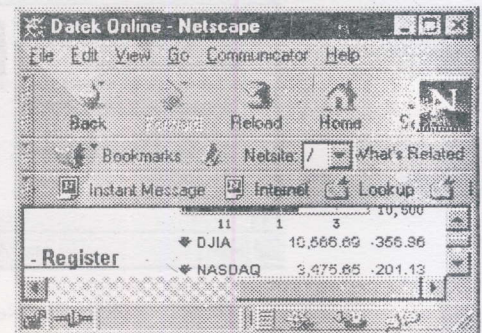 Datek Online - Netscape
File Edit View Go Communicator Help
Back Forward Reload Home
Bookmarks Netsite: / What's Related
Instant Message Internet Lookup
10,500
11 1 3
DJIA 10,566.69 -356.96
- Register
NASDAQ 3,475.65 -201.13